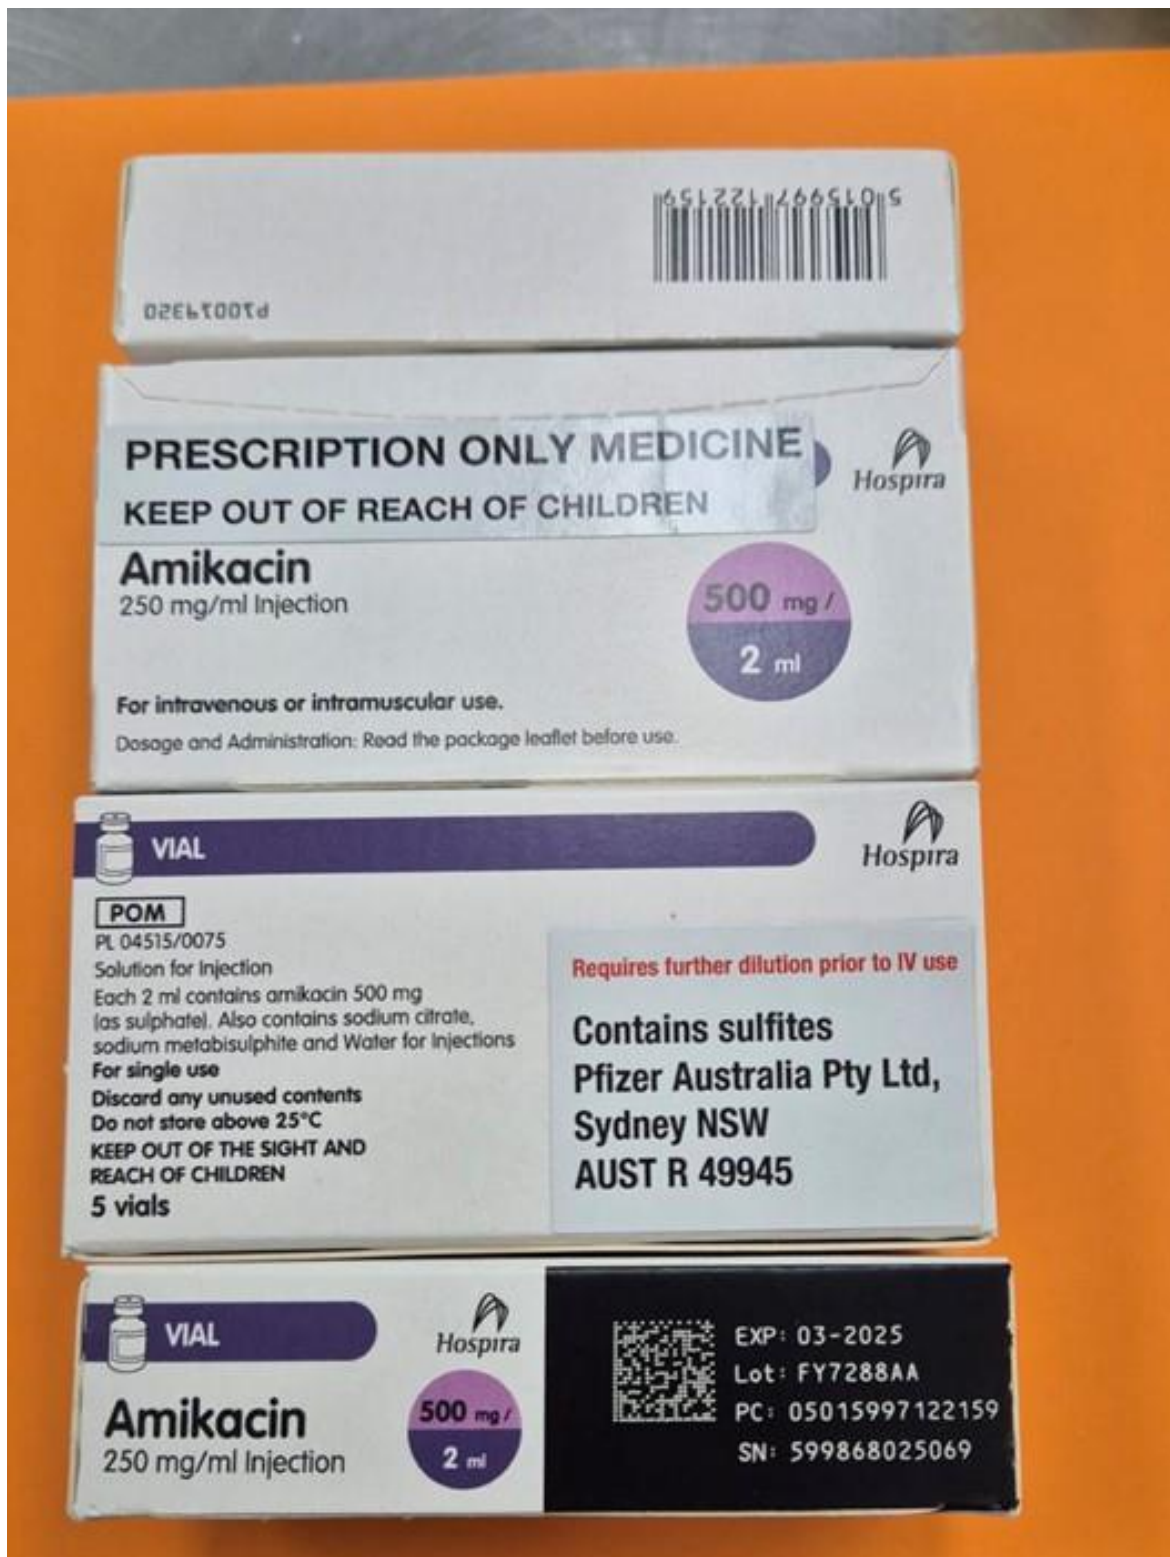 5 015997 122159
P10019320
PRESCRIPTION ONLY MEDICINE
KEEP OUT OF REACH OF CHILDREN
Hospira
Amikacin
250 mg/ml Injection
500 mg/
2 ml
For intravenous or intramuscular use.
Dosage and Administration: Read the package leaflet before use.
VIAL
Hospira
POM
PL 04515/0075
Solution for Injection
Each 2 ml contains amikacin 500 mg
(as sulphate). Also contains sodium citrate,
sodium metabisulphite and Water for Injections
For single use
Discard any unused contents
Do not store above 25°C
KEEP OUT OF THE SIGHT AND
REACH OF CHILDREN
5 vials
Requires further dilution prior to IV use
Contains sulfites
Pfizer Australia Pty Ltd,
Sydney NSW
AUST R 49945
VIAL
Hospira
Amikacin
250 mg/ml Injection
500 mg/
2 ml
EXP: 03-2025
Lot: FY7288AA
PC: 05015997122159
SN: 599868025069